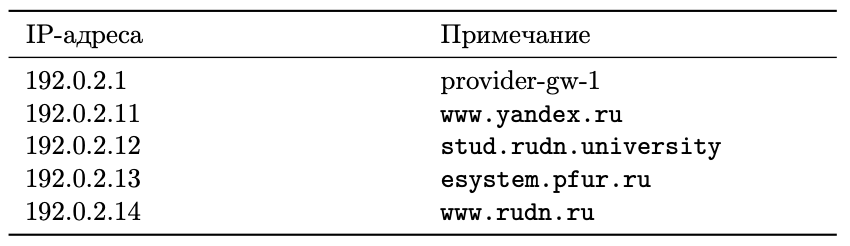 IP-адреса Примечание
192.0.2.1 provider-gw-1
192.0.2.11 www.yandex.ru
192.0.2.12 stud.rudn.university
192.0.2.13 esystem.pfur.ru
192.0.2.14 www.rudn.ru